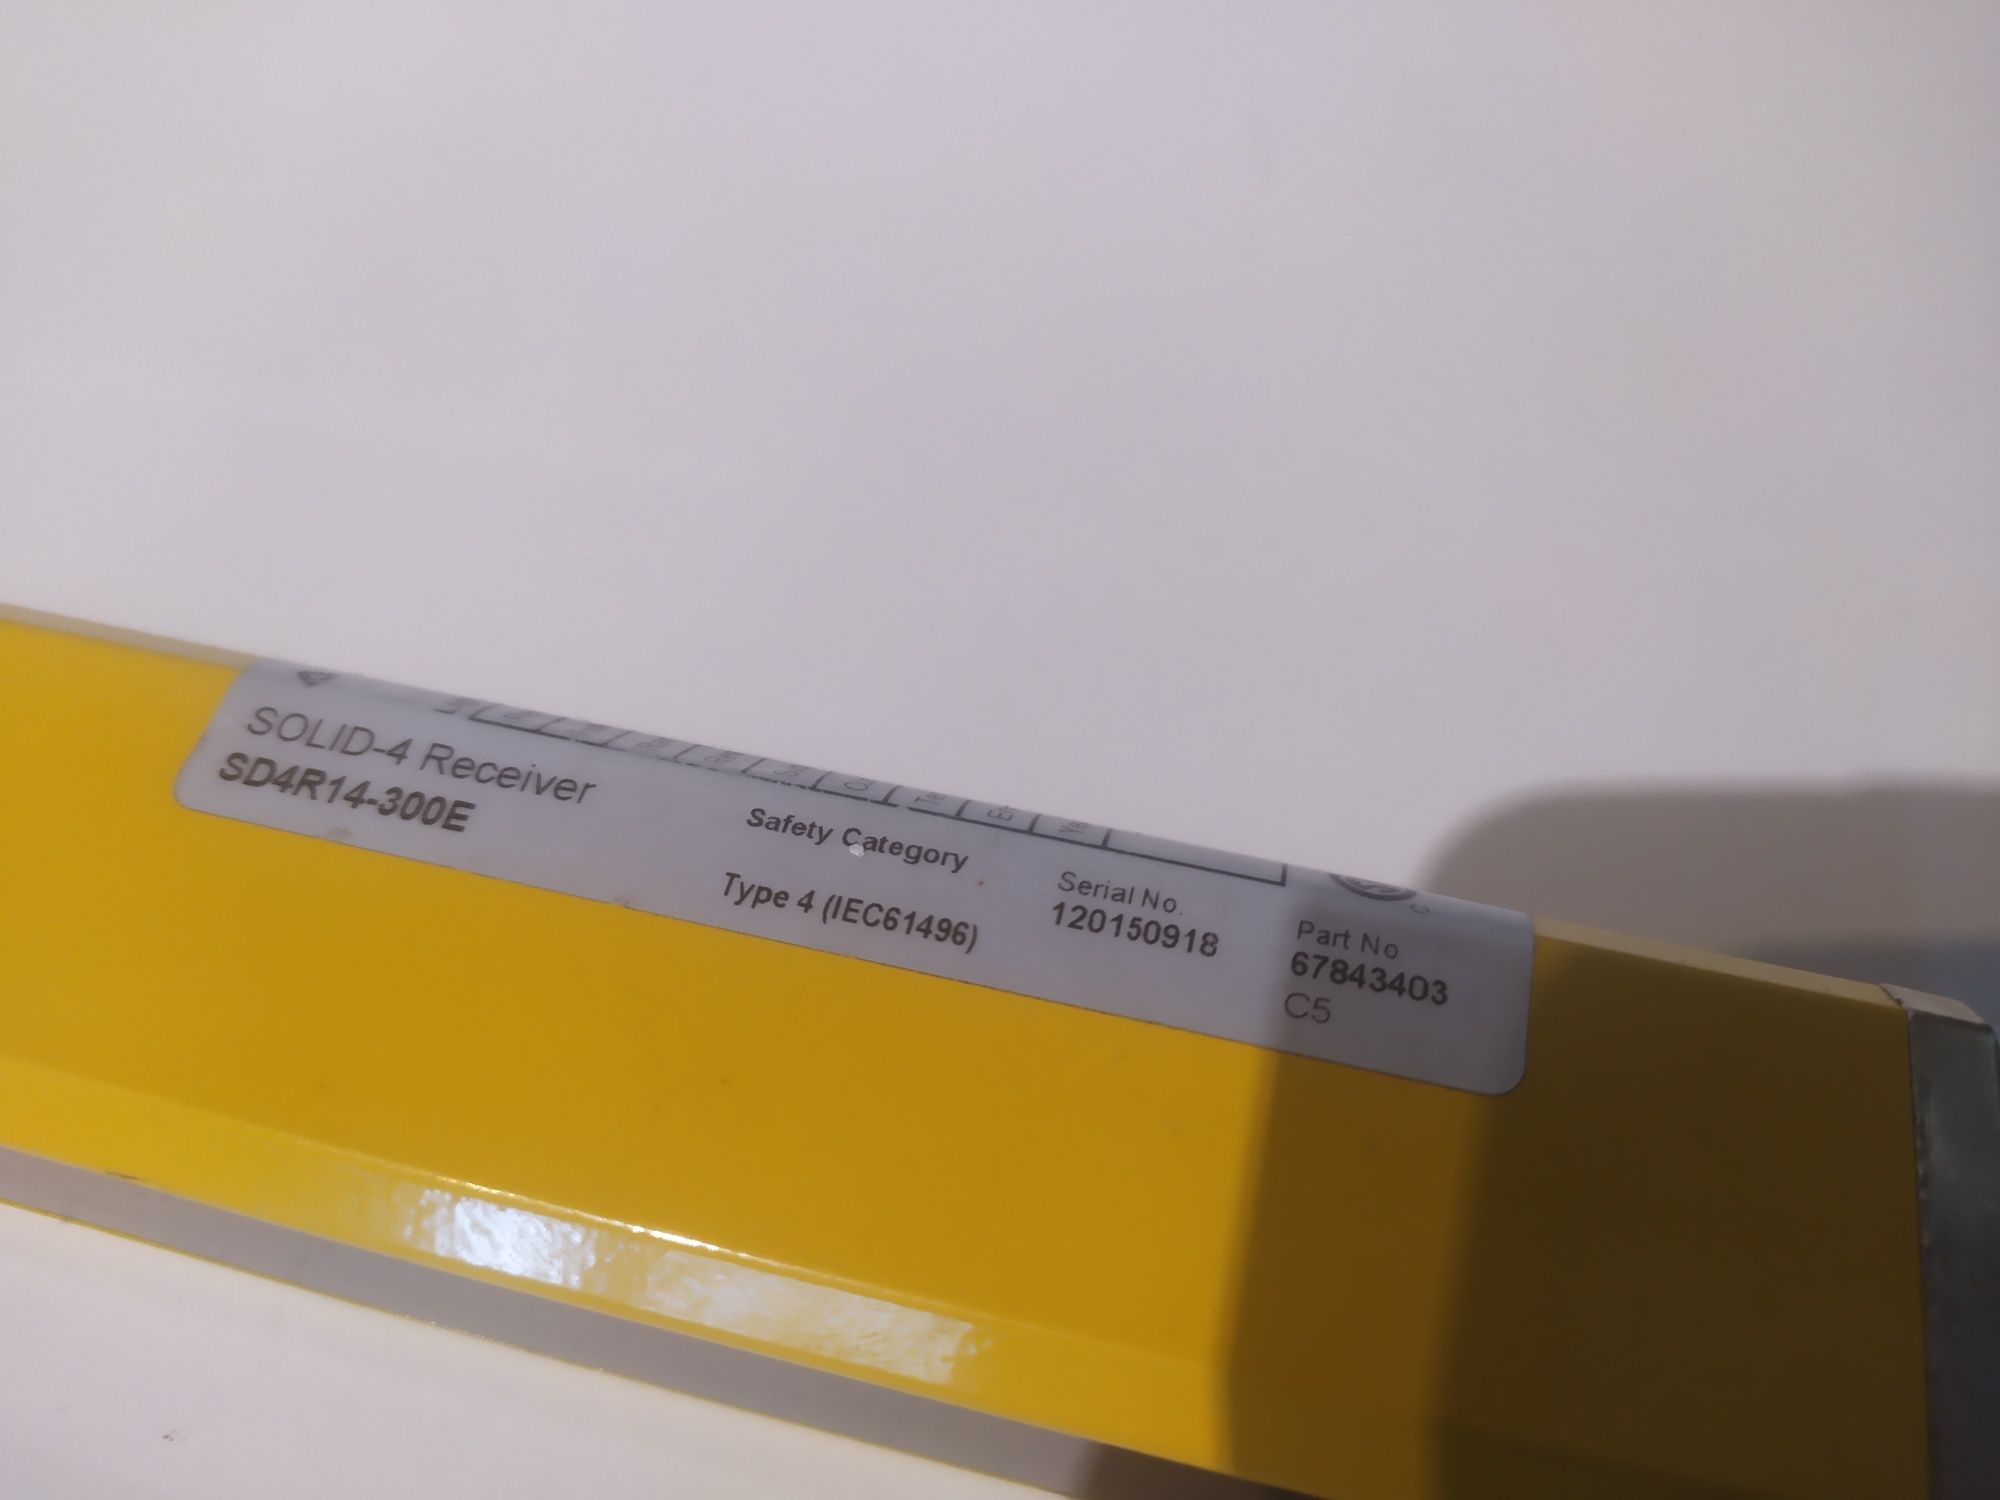 SOLID-4 Receiver
SD4R14-300E
Safety Category
Type 4 (IEC61496)
Serial No.
120150918
Part No.
67843403
C5